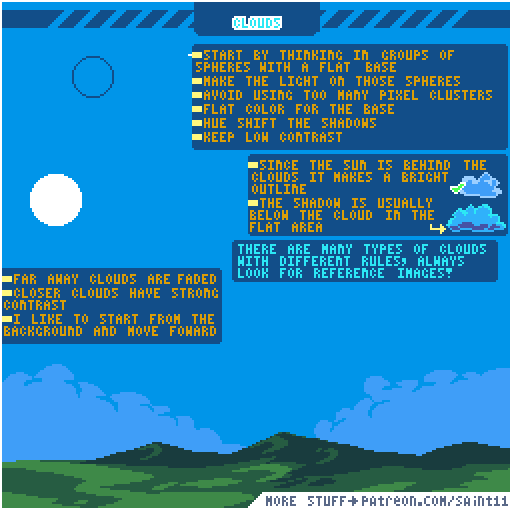 CLOUDS
START BY THINKING IN GROUPS OF
SPHERES WITH A FLAT BASE
MAKE THE LIGHT ON THOSE SPHERES
AVOID USING TOO MANY PIXEL CLUSTERS
FLAT COLOR FOR THE BASE
HUE SHIFT THE SHADOWS
KEEP LOW CONTRAST
SINCE THE SUN IS BEHIND THE
CLOUDS IT MAKES A BRIGHT
OUTLINE
THE SHADOW IS USUALLY
BELOW THE CLOUD IN THE
FLAT AREA
THERE ARE MANY TYPES OF CLOUDS
WITH DIFFERENT RULES, ALWAYS
LOOK FOR REFERENCE IMAGES!
FAR AWAY CLOUDS ARE FADED
CLOSER CLOUDS HAVE STRONG
CONTRAST
I LIKE TO START FROM THE
BACKGROUND AND MOVE FOWARD
MORE STUFF→PATREON.COM/SAINT11